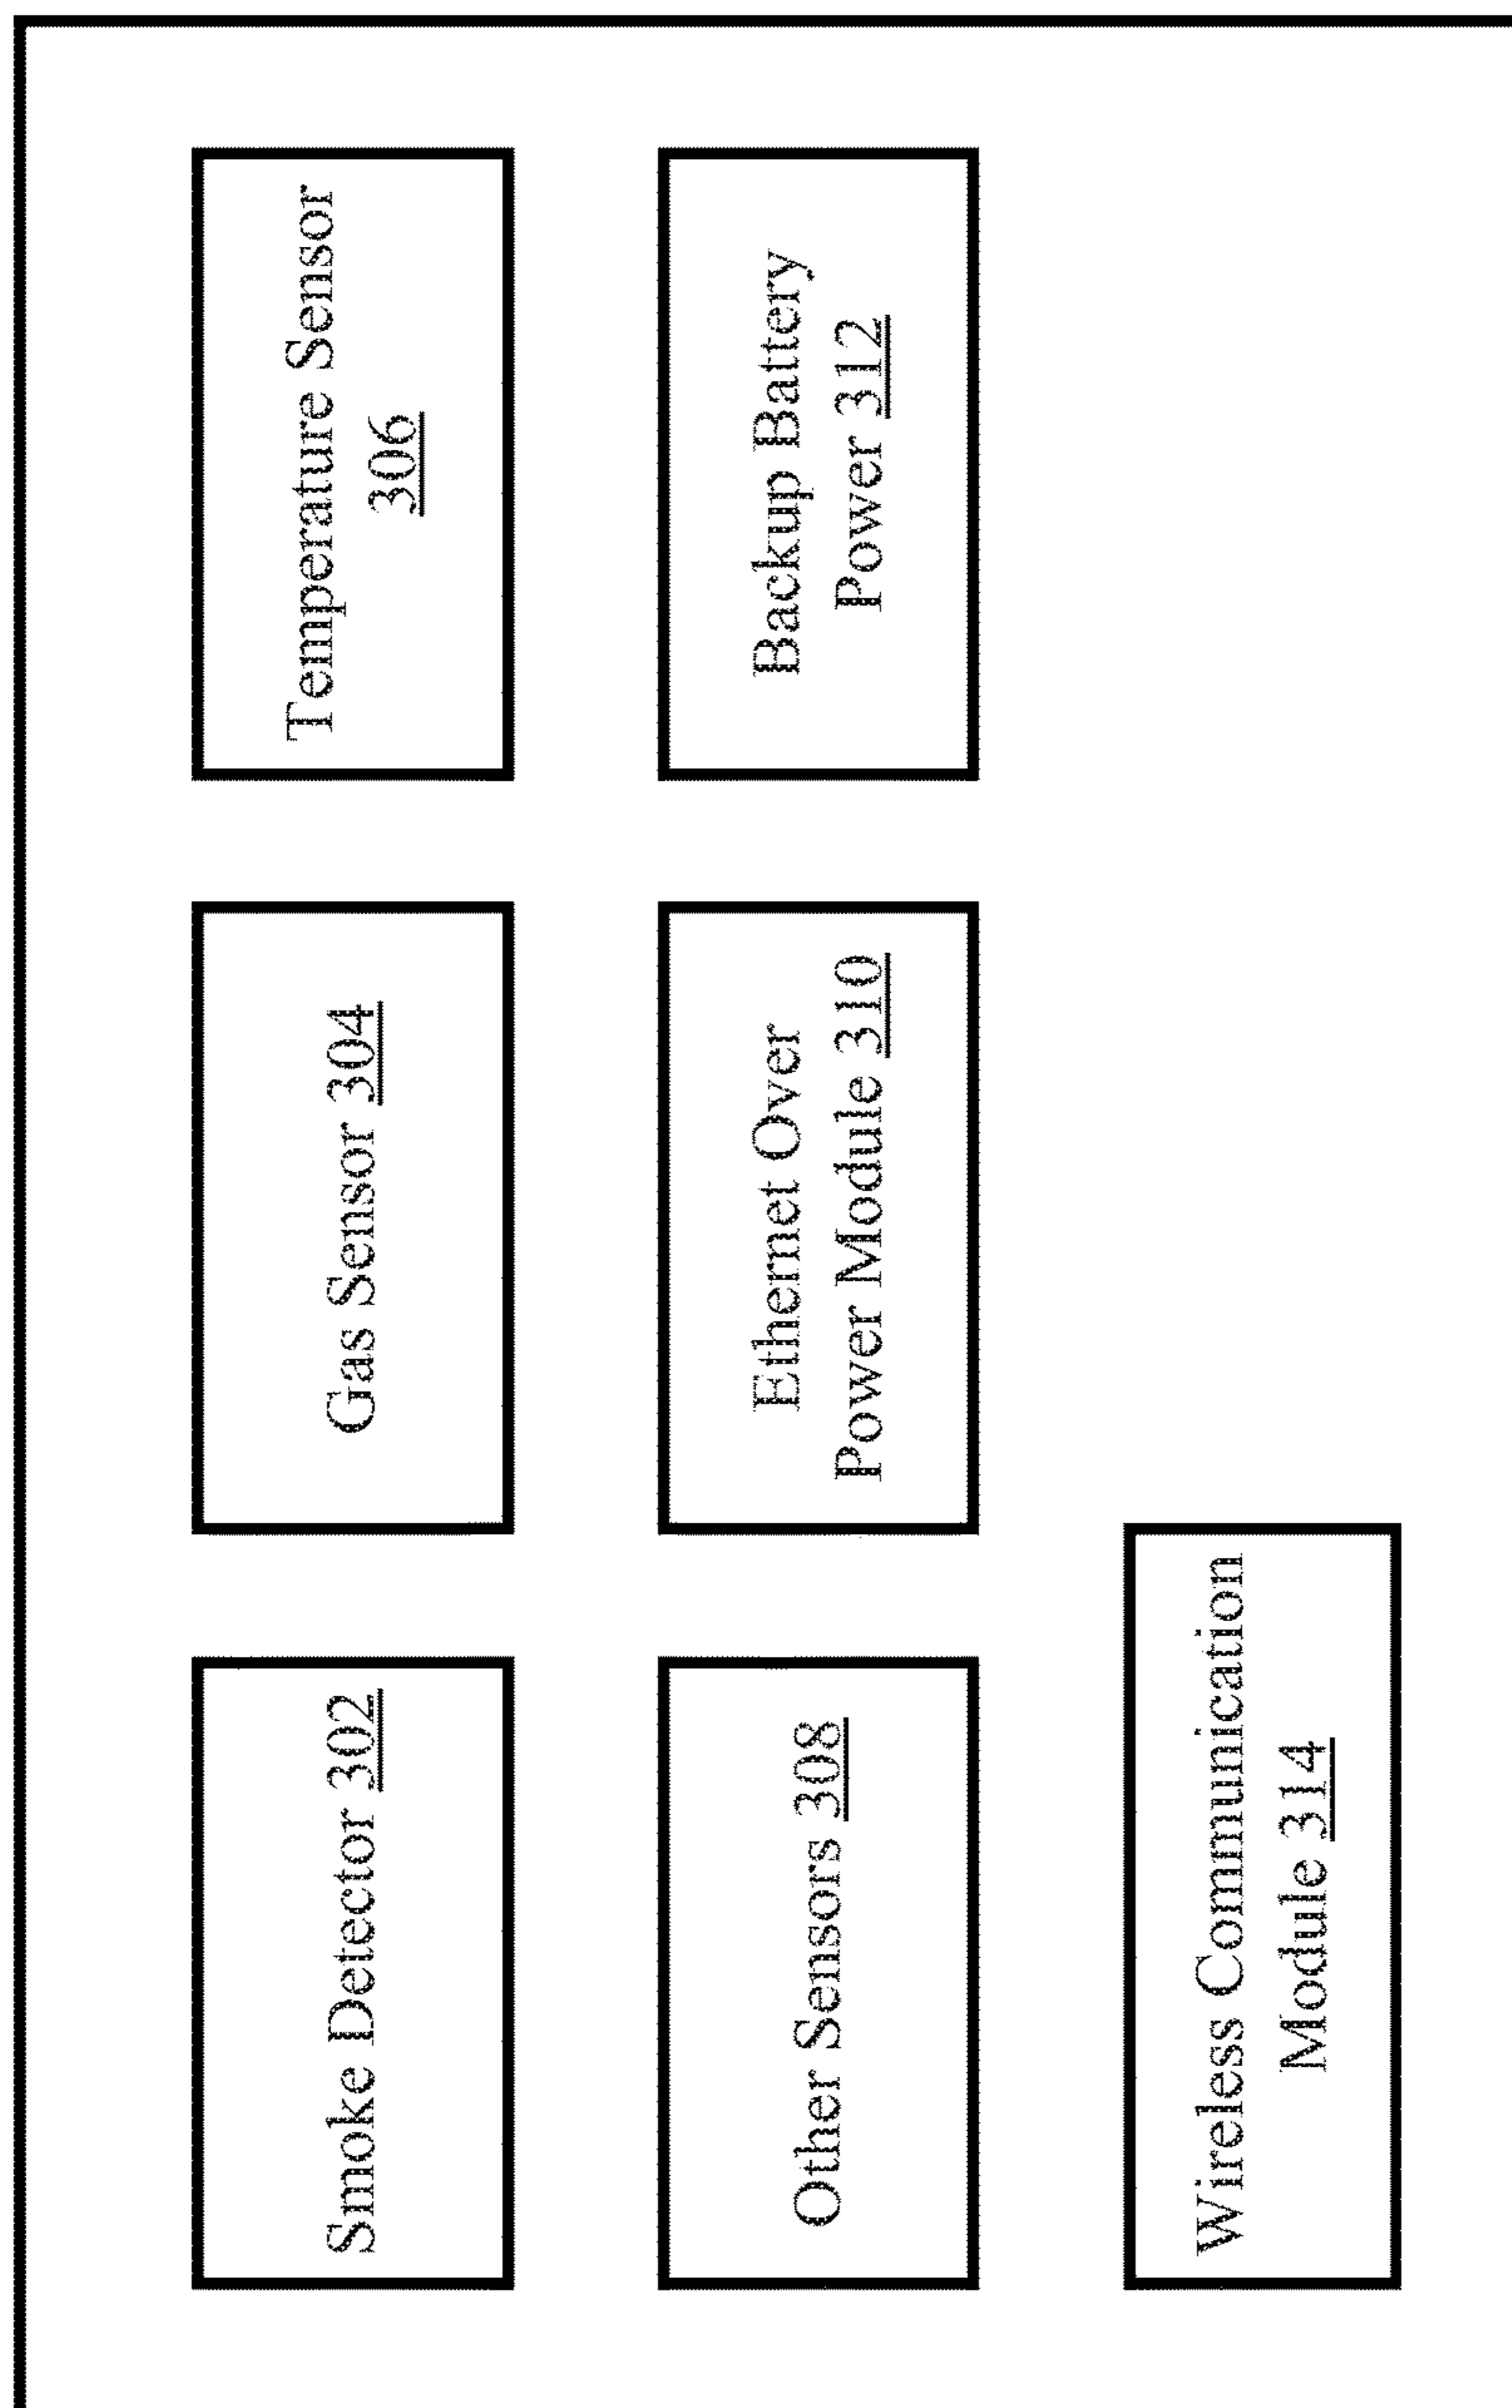 Smoke Detector 302
Gas Sensor 304
Temperature Sensor
306
Other Sensors 308
Ethernet Over
Power Module 310
Backup Battery
Power 312
Wireless Communication
Module 314